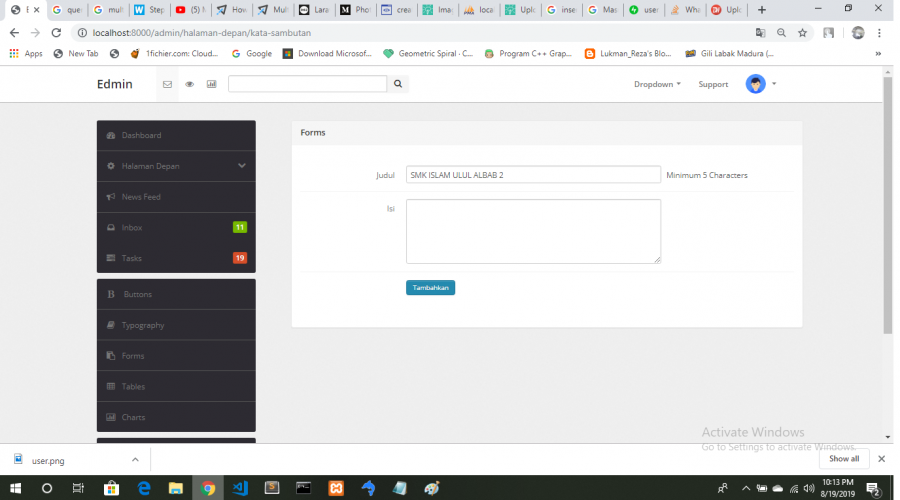 E
que
mult
Step
(5) M
How
Mult
Lara
Pho
crea
Imag
loca
Uplo
inse
Mas
user
Wha
Uplo
localhost:8000/admin/halaman-depan/kata-sambutan
Apps
New Tab
1fichier.com: Cloud...
Google
Download Microsof...
Geometric Spiral - C...
Program C++ Grap...
Lukman_Reza's Blo...
Gili Labak Madura (...
»
Edmin
Dropdown
Support
Dashboard
Halaman Depan
News Feed
Inbox 11
Tasks 19
B Buttons
Typography
Forms
Tables
Charts
Forms
Judul SMK ISLAM ULUL ALBAB 2 Minimum 5 Characters
Isi
Tambahkan
Activate Windows
Go to Settings to activate Windows.
user.png
Show all
10:13 PM
8/19/2019
2